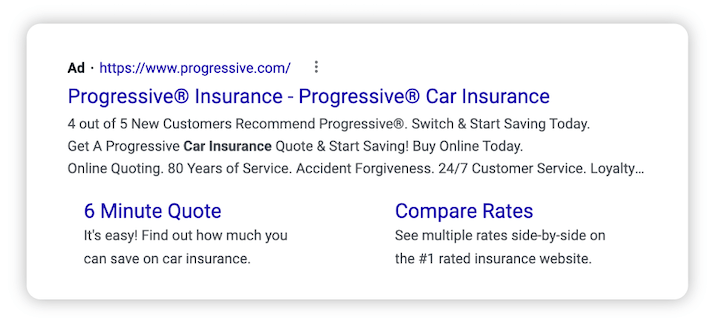 Ad · https://www.progressive.com/
Progressive® Insurance - Progressive® Car Insurance
4 out of 5 New Customers Recommend Progressive®. Switch & Start Saving Today.
Get A Progressive Car Insurance Quote & Start Saving! Buy Online Today.
Online Quoting. 80 Years of Service. Accident Forgiveness. 24/7 Customer Service. Loyalty...
6 Minute Quote
It's easy! Find out how much you
can save on car insurance.
Compare Rates
See multiple rates side-by-side on
the #1 rated insurance website.